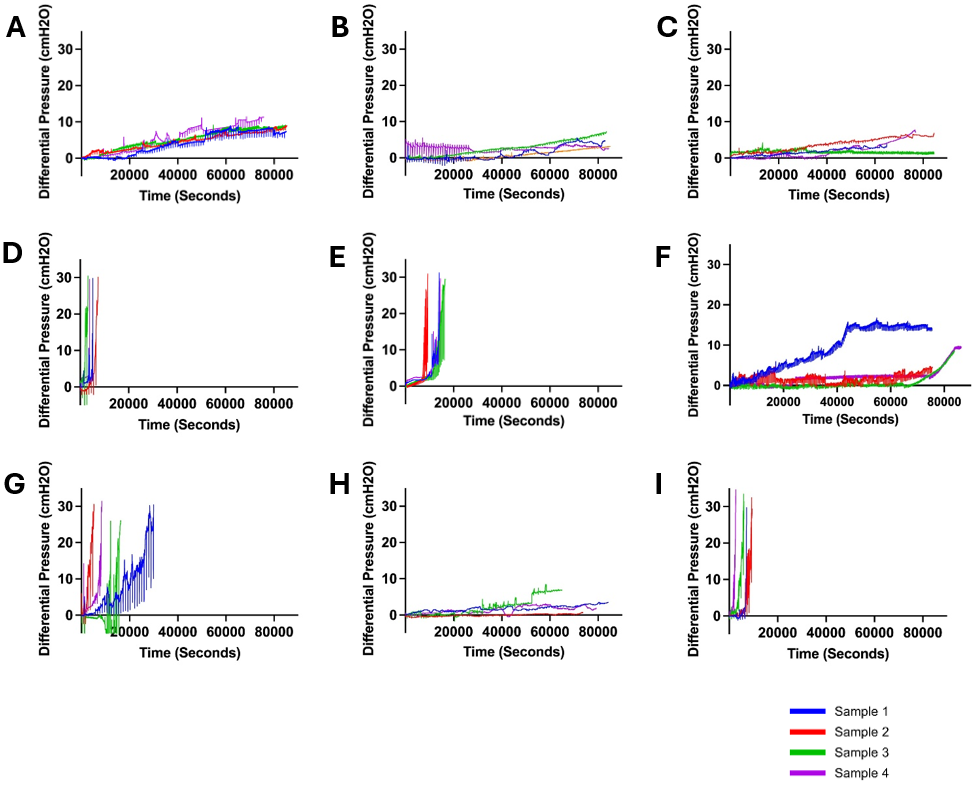 A
Differential Pressure (cmH2O)
30
20
10
0
20000 40000 60000 80000
Time (Seconds)
B
Differential Pressure (cmH2O)
30
20
10
0
20000 40000 60000 80000
Time (Seconds)
C
Differential Pressure (cmH2O)
30
20
10
0
20000 40000 60000 80000
Time (Seconds)
D
Differential Pressure (cmH2O)
30
20
10
0
20000 40000 60000 80000
Time (Seconds)
E
Differential Pressure (cmH2O)
30
20
10
0
20000 40000 60000 80000
Time (Seconds)
F
Differential Pressure (cmH2O)
30
20
10
0
20000 40000 60000 80000
Time (Seconds)
G
Differential Pressure (cmH2O)
30
20
10
0
20000 40000 60000 80000
Time (Seconds)
H
Differential Pressure (cmH2O)
30
20
10
0
20000 40000 60000 80000
Time (Seconds)
I
Differential Pressure (cmH2O)
30
20
10
0
20000 40000 60000 80000
Time (Seconds)
Sample 1
Sample 2
Sample 3
Sample 4